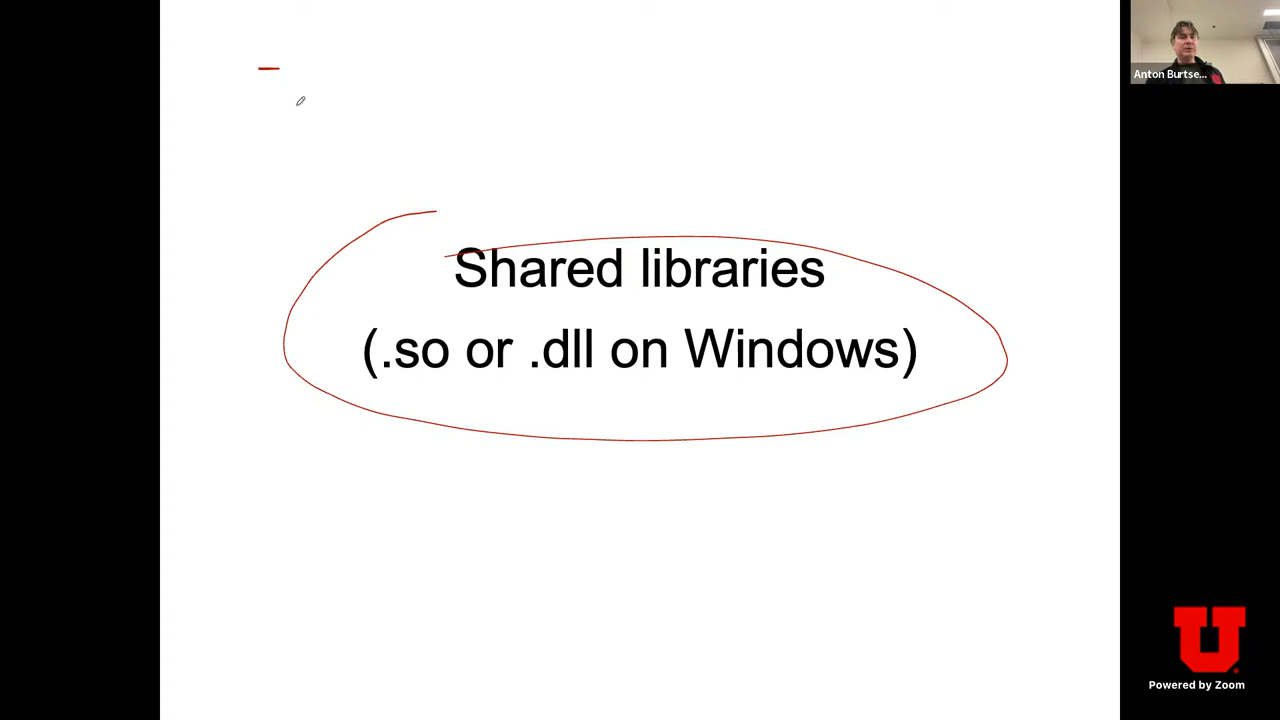 Anton Burtse...
Shared libraries
(.so or .dll on Windows)
U
Powered by Zoom